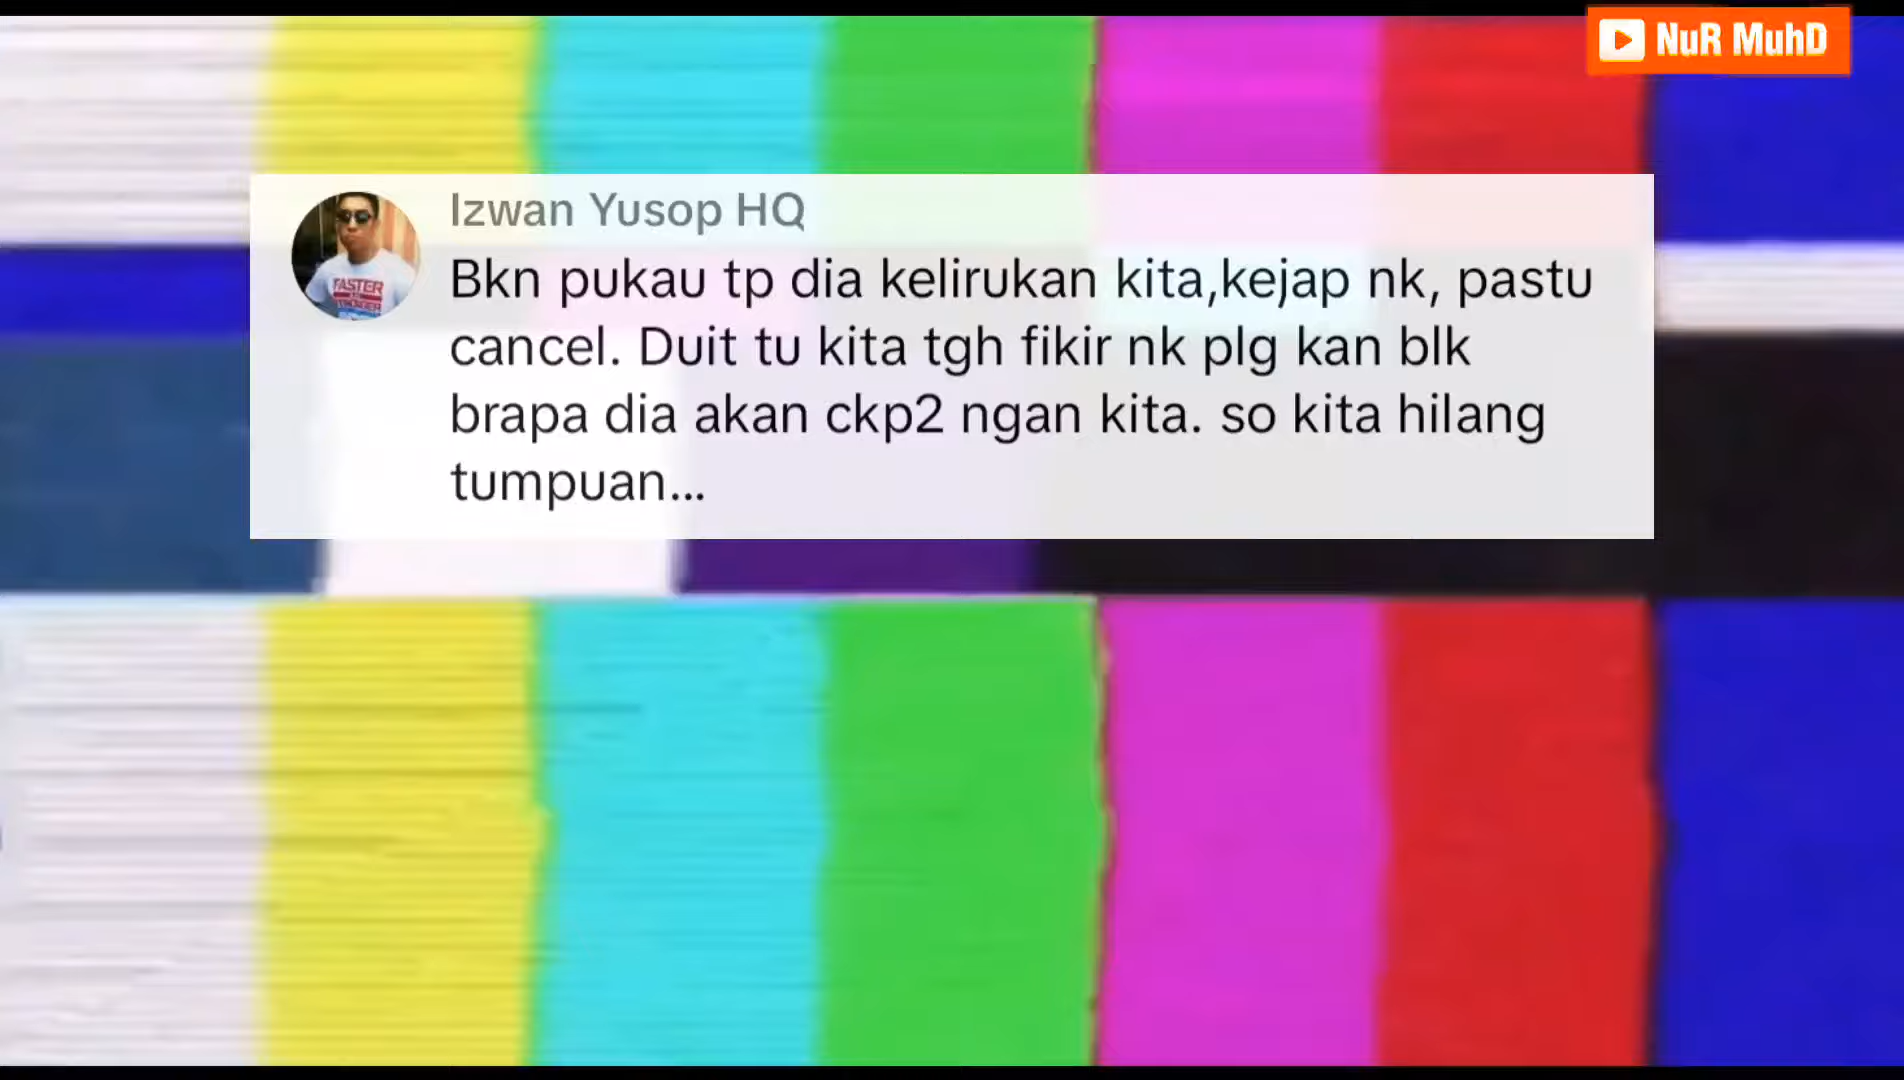 NuR MuhD
Izwan Yusop HQ
Bkn pukau tp dia kelirukan kita,kejap nk, pastu
cancel. Duit tu kita tgh fikir nk plg kan blk
brapa dia akan ckp2 ngan kita. so kita hilang
tumpuan...
FASTER